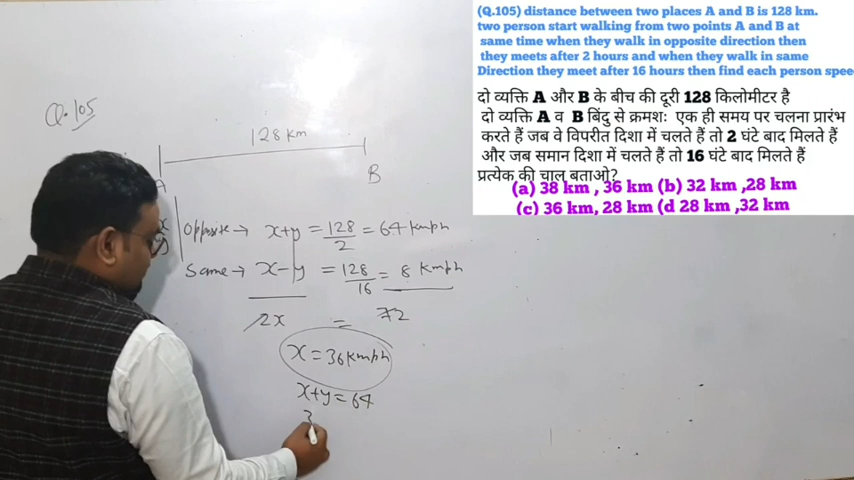 (Q.105) distance between two places A and B is 128 km.
two person start walking from two points A and B at
same time when they walk in opposite direction then
they meets after 2 hours and when they walk in same
Direction they meet after 16 hours then find each person spee
दो व्यक्ति A और B के बीच की दूरी 128 किलोमीटर है
दो व्यक्ति A व B बिंदु से क्रमशः एक ही समय पर चलना प्रारंभ
करते हैं जब वे विपरीत दिशा में चलते हैं तो 2 घंटे बाद मिलते हैं
और जब समान दिशा में चलते हैं तो 16 घंटे बाद मिलते हैं
प्रत्येक की चाल बताओ?
(a) 38 km , 36 km (b) 32 km ,28 km
(c) 36 km, 28 km (d 28 km ,32 km
Q.105
128 km
A B
x
y
Opposite → x+y = 128/2 = 64 kmph
Same → x-y = 128/16 = 8 kmph
2x = 72
x = 36 kmph
x+y = 64
3